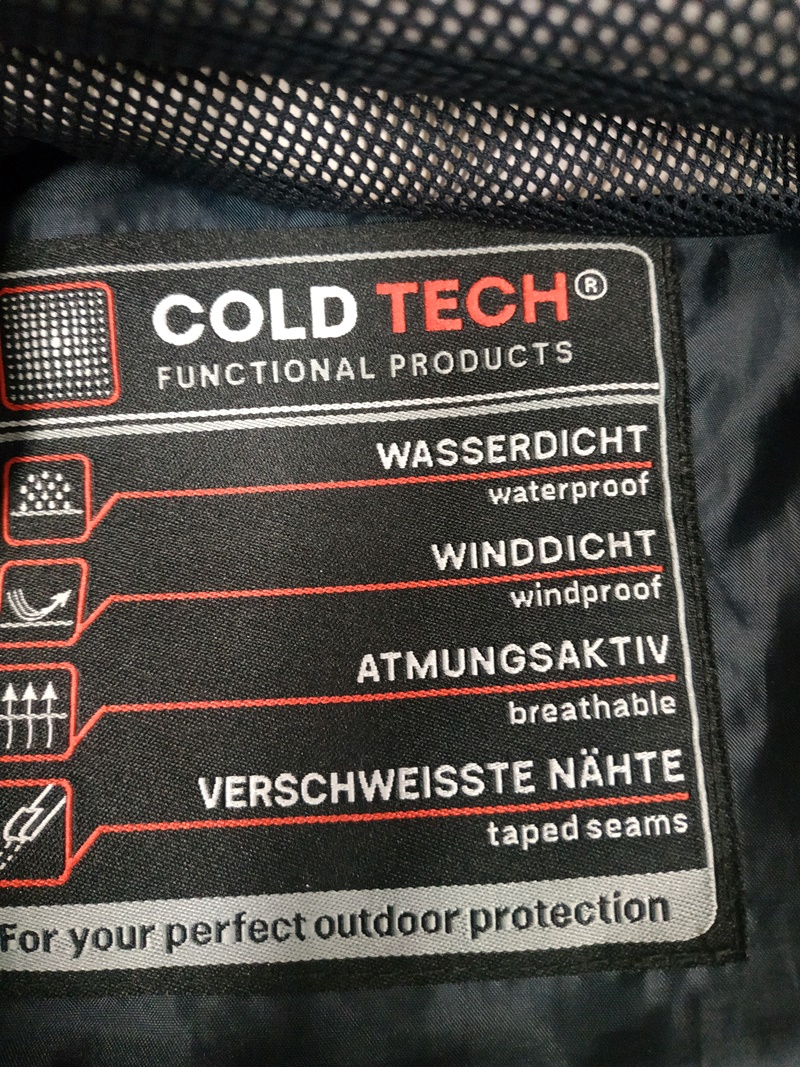 COLD TECH®
FUNCTIONAL PRODUCTS
WASSERDICHT
waterproof
WINDDICHT
windproof
ATMUNGSAKTIV
breathable
VERSCHWEISSTE NÄHTE
taped seams
For your perfect outdoor protection